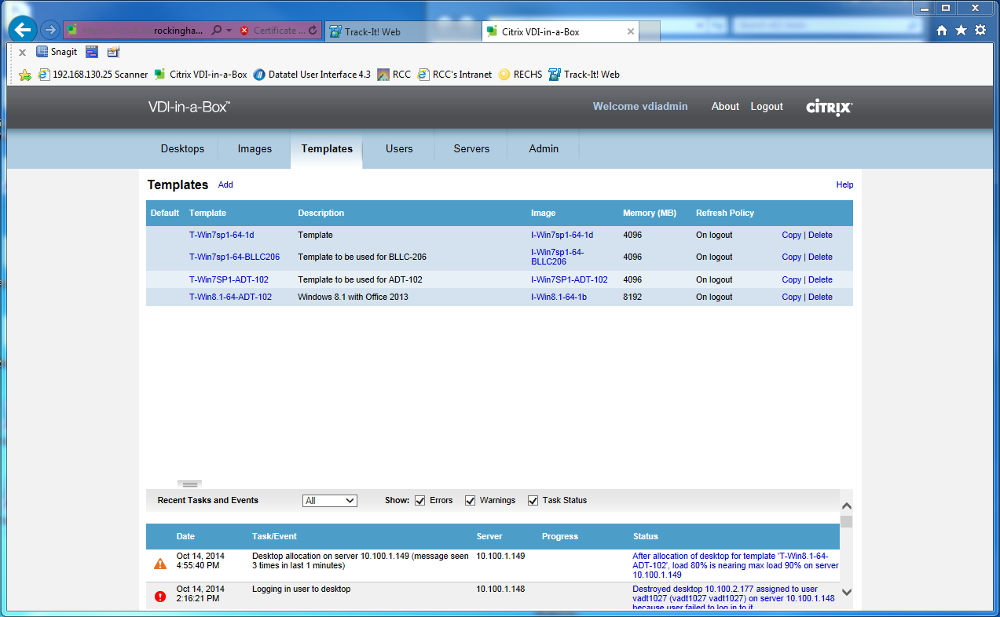 rockingha...
Certificate ...
Track-It! Web
Citrix VDI-in-a-Box
x Snagit
192.168.130.25 Scanner Citrix VDI-in-a-Box Datatel User Interface 4.3 RCC RCC's Intranet RECHS Track-It! Web
VDI-in-a-Box™ Welcome vdiadmin About Logout CİTRIX
Desktops Images Templates Users Servers Admin
Templates Add Help
Default Template Description Image Memory (MB) Refresh Policy
T-Win7sp1-64-1d Template I-Win7sp1-64-1d 4096 On logout Copy | Delete
T-Win7sp1-64-BLLC206 Template to be used for BLLC-206 I-Win7sp1-64-
BLLC206 4096 On logout Copy | Delete
T-Win7SP1-ADT-102 Template to be used for ADT-102 I-Win7SP1-ADT-102 4096 On logout Copy | Delete
T-Win8.1-64-ADT-102 Windows 8.1 with Office 2013 I-Win8.1-64-1b 8192 On logout Copy | Delete
Recent Tasks and Events All Show: Errors Warnings Task Status
Date Task/Event Server Progress Status
Oct 14, 2014
4:55:40 PM
Desktop allocation on server 10.100.1.149 (message seen
3 times in last 1 minutes)
10.100.1.149
After allocation of desktop for template 'T-Win8.1-64-
ADT-102', load 80% is nearing max load 90% on server
10.100.1.149
Oct 14, 2014
2:16:21 PM
Logging in user to desktop
10.100.1.148
Destroyed desktop 10.100.2.177 assigned to user
vadt1027 (vadt1027 vadt1027) on server 10.100.1.148
because user failed to log in to it